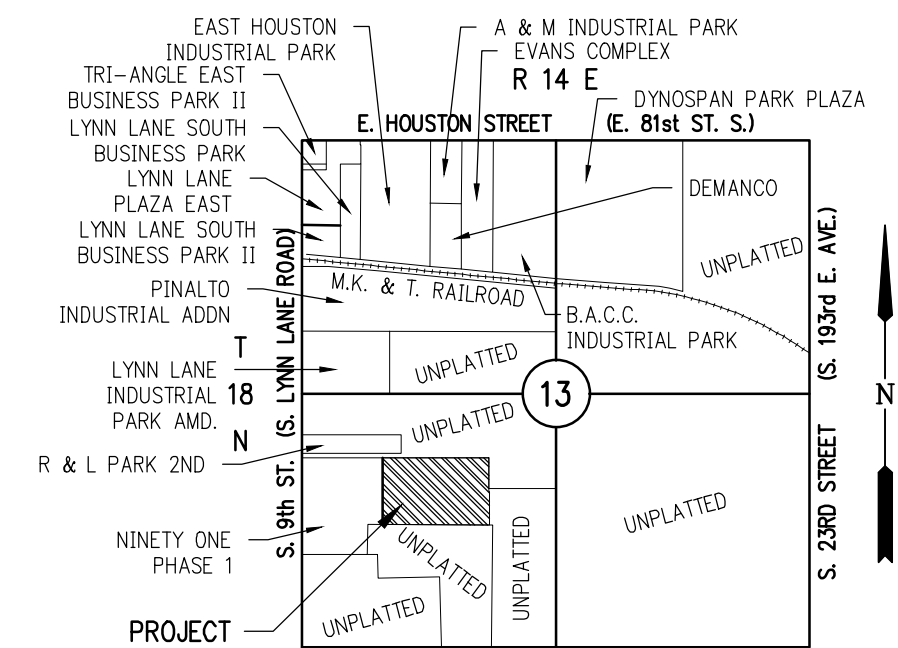 EAST HOUSTON
INDUSTRIAL PARK
A & M INDUSTRIAL PARK
EVANS COMPLEX
R 14 E
TRI-ANGLE EAST
BUSINESS PARK II
DYNOSPAN PARK PLAZA
E. HOUSTON STREET (E. 81st ST. S.)
LYNN LANE SOUTH
BUSINESS PARK
LYNN LANE
PLAZA EAST
DEMANCO
LYNN LANE SOUTH
BUSINESS PARK II
UNPLATTED
M.K. & T. RAILROAD
PINALTO
INDUSTRIAL ADDN
B.A.C.C.
INDUSTRIAL PARK
T
18
N
LYNN LANE
INDUSTRIAL
PARK AMD.
UNPLATTED
13
N
UNPLATTED
R & L PARK 2ND
S. 9th ST. (S. LYNN LANE ROAD)
S. 23RD STREET (S. 193rd E. AVE.)
UNPLATTED
UNPLATTED
UNPLATTED
NINETY ONE
PHASE 1
UNPLATTED
PROJECT